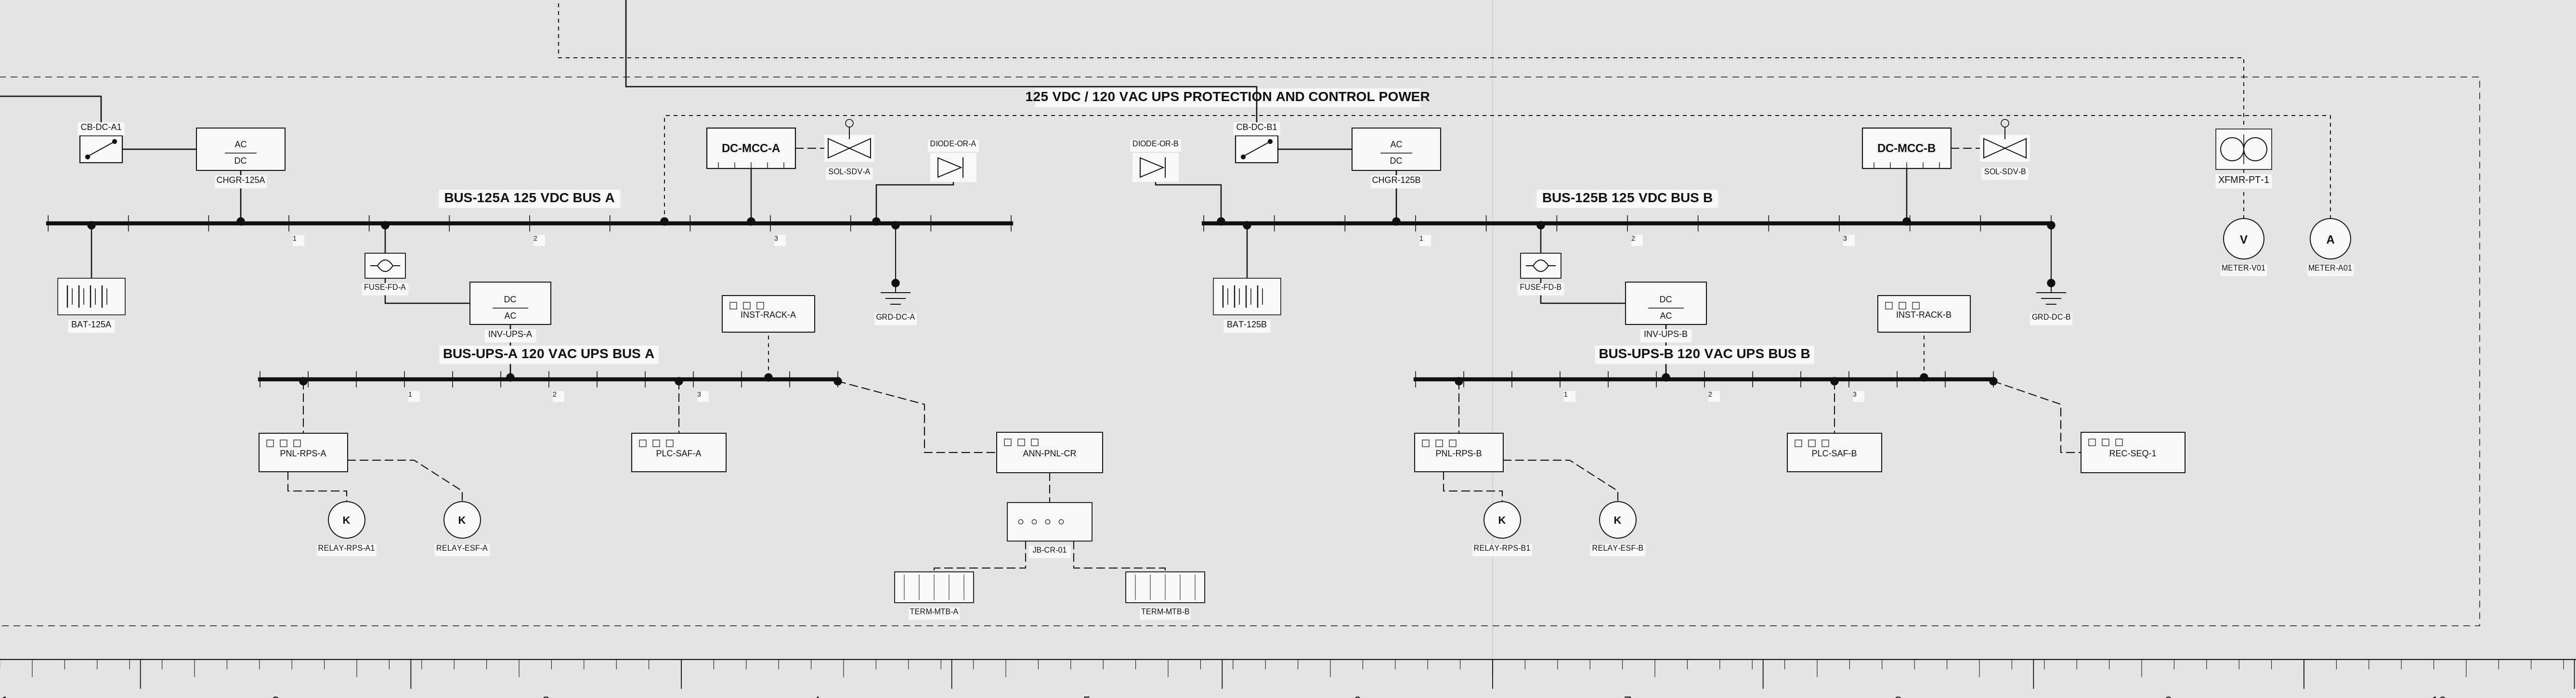 125 VDC / 120 VAC UPS PROTECTION AND CONTROL POWER
CB-DC-A1
AC
DC
CHGR-125A
DC-MCC-A
SOL-SDV-A
DIODE-OR-A
DIODE-OR-B
CB-DC-B1
AC
DC
CHGR-125B
DC-MCC-B
SOL-SDV-B
XFMR-PT-1
BUS-125A 125 VDC BUS A
BUS-125B 125 VDC BUS B
1
2
3
1
2
3
V
METER-V01
A
METER-A01
BAT-125A
FUSE-FD-A
DC
AC
INV-UPS-A
INST-RACK-A
GRD-DC-A
BAT-125B
FUSE-FD-B
DC
AC
INV-UPS-B
INST-RACK-B
GRD-DC-B
BUS-UPS-A 120 VAC UPS BUS A
BUS-UPS-B 120 VAC UPS BUS B
1
2
3
1
2
3
PNL-RPS-A
PLC-SAF-A
ANN-PNL-CR
PNL-RPS-B
PLC-SAF-B
REC-SEQ-1
K
RELAY-RPS-A1
K
RELAY-ESF-A
JB-CR-01
K
RELAY-RPS-B1
K
RELAY-ESF-B
TERM-MTB-A
TERM-MTB-B